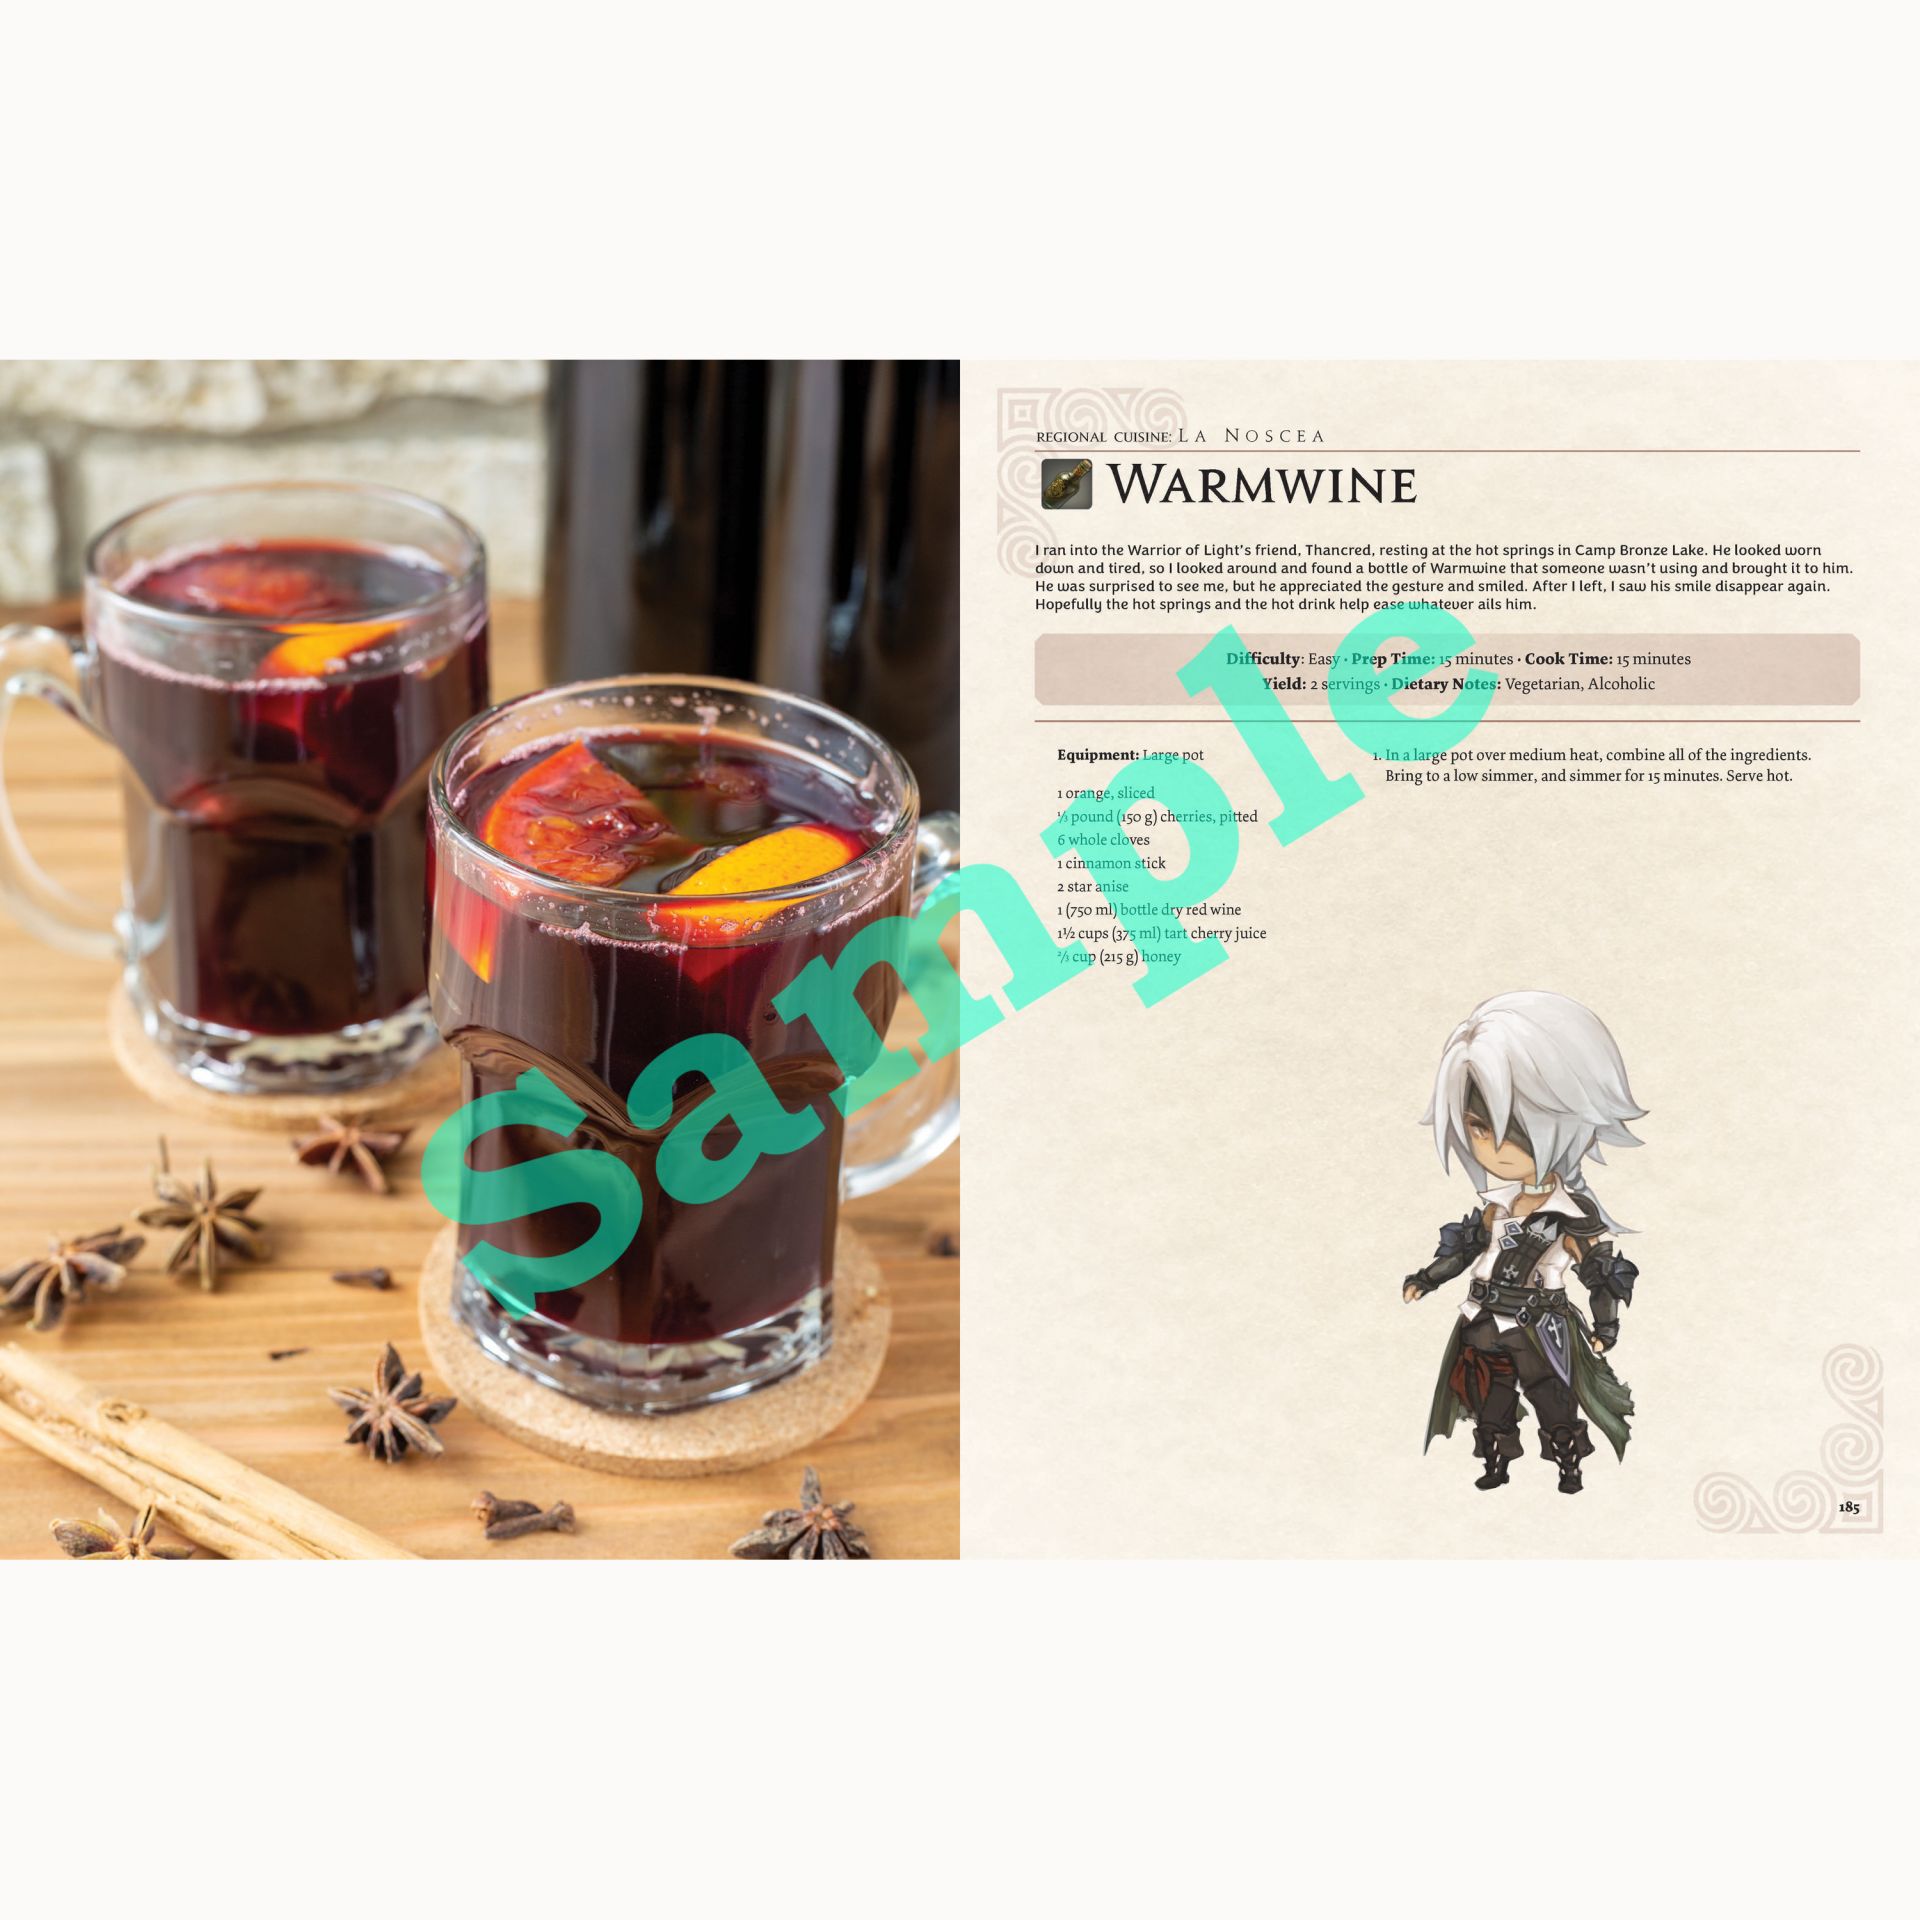 REGIONAL CUISINE: LA NOSCEA
WARMWINE
I ran into the Warrior of Light's friend, Thancred, resting at the hot springs in Camp Bronze Lake. He looked worn
down and tired, so I looked around and found a bottle of Warmwine that someone wasn't using and brought it to him.
He was surprised to see me, but he appreciated the gesture and smiled. After I left, I saw his smile disappear again.
Hopefully the hot springs and the hot drink help ease whatever ails him.
Difficulty: Easy · Prep Time: 15 minutes · Cook Time: 15 minutes
Yield: 2 servings · Dietary Notes: Vegetarian, Alcoholic
Equipment: Large pot
1 orange, sliced
⅓ pound (150 g) cherries, pitted
6 whole cloves
1 cinnamon stick
2 star anise
1 (750 ml) bottle dry red wine
1½ cups (375 ml) tart cherry juice
⅔ cup (215 g) honey
1. In a large pot over medium heat, combine all of the ingredients.
Bring to a low simmer, and simmer for 15 minutes. Serve hot.
Sample
185